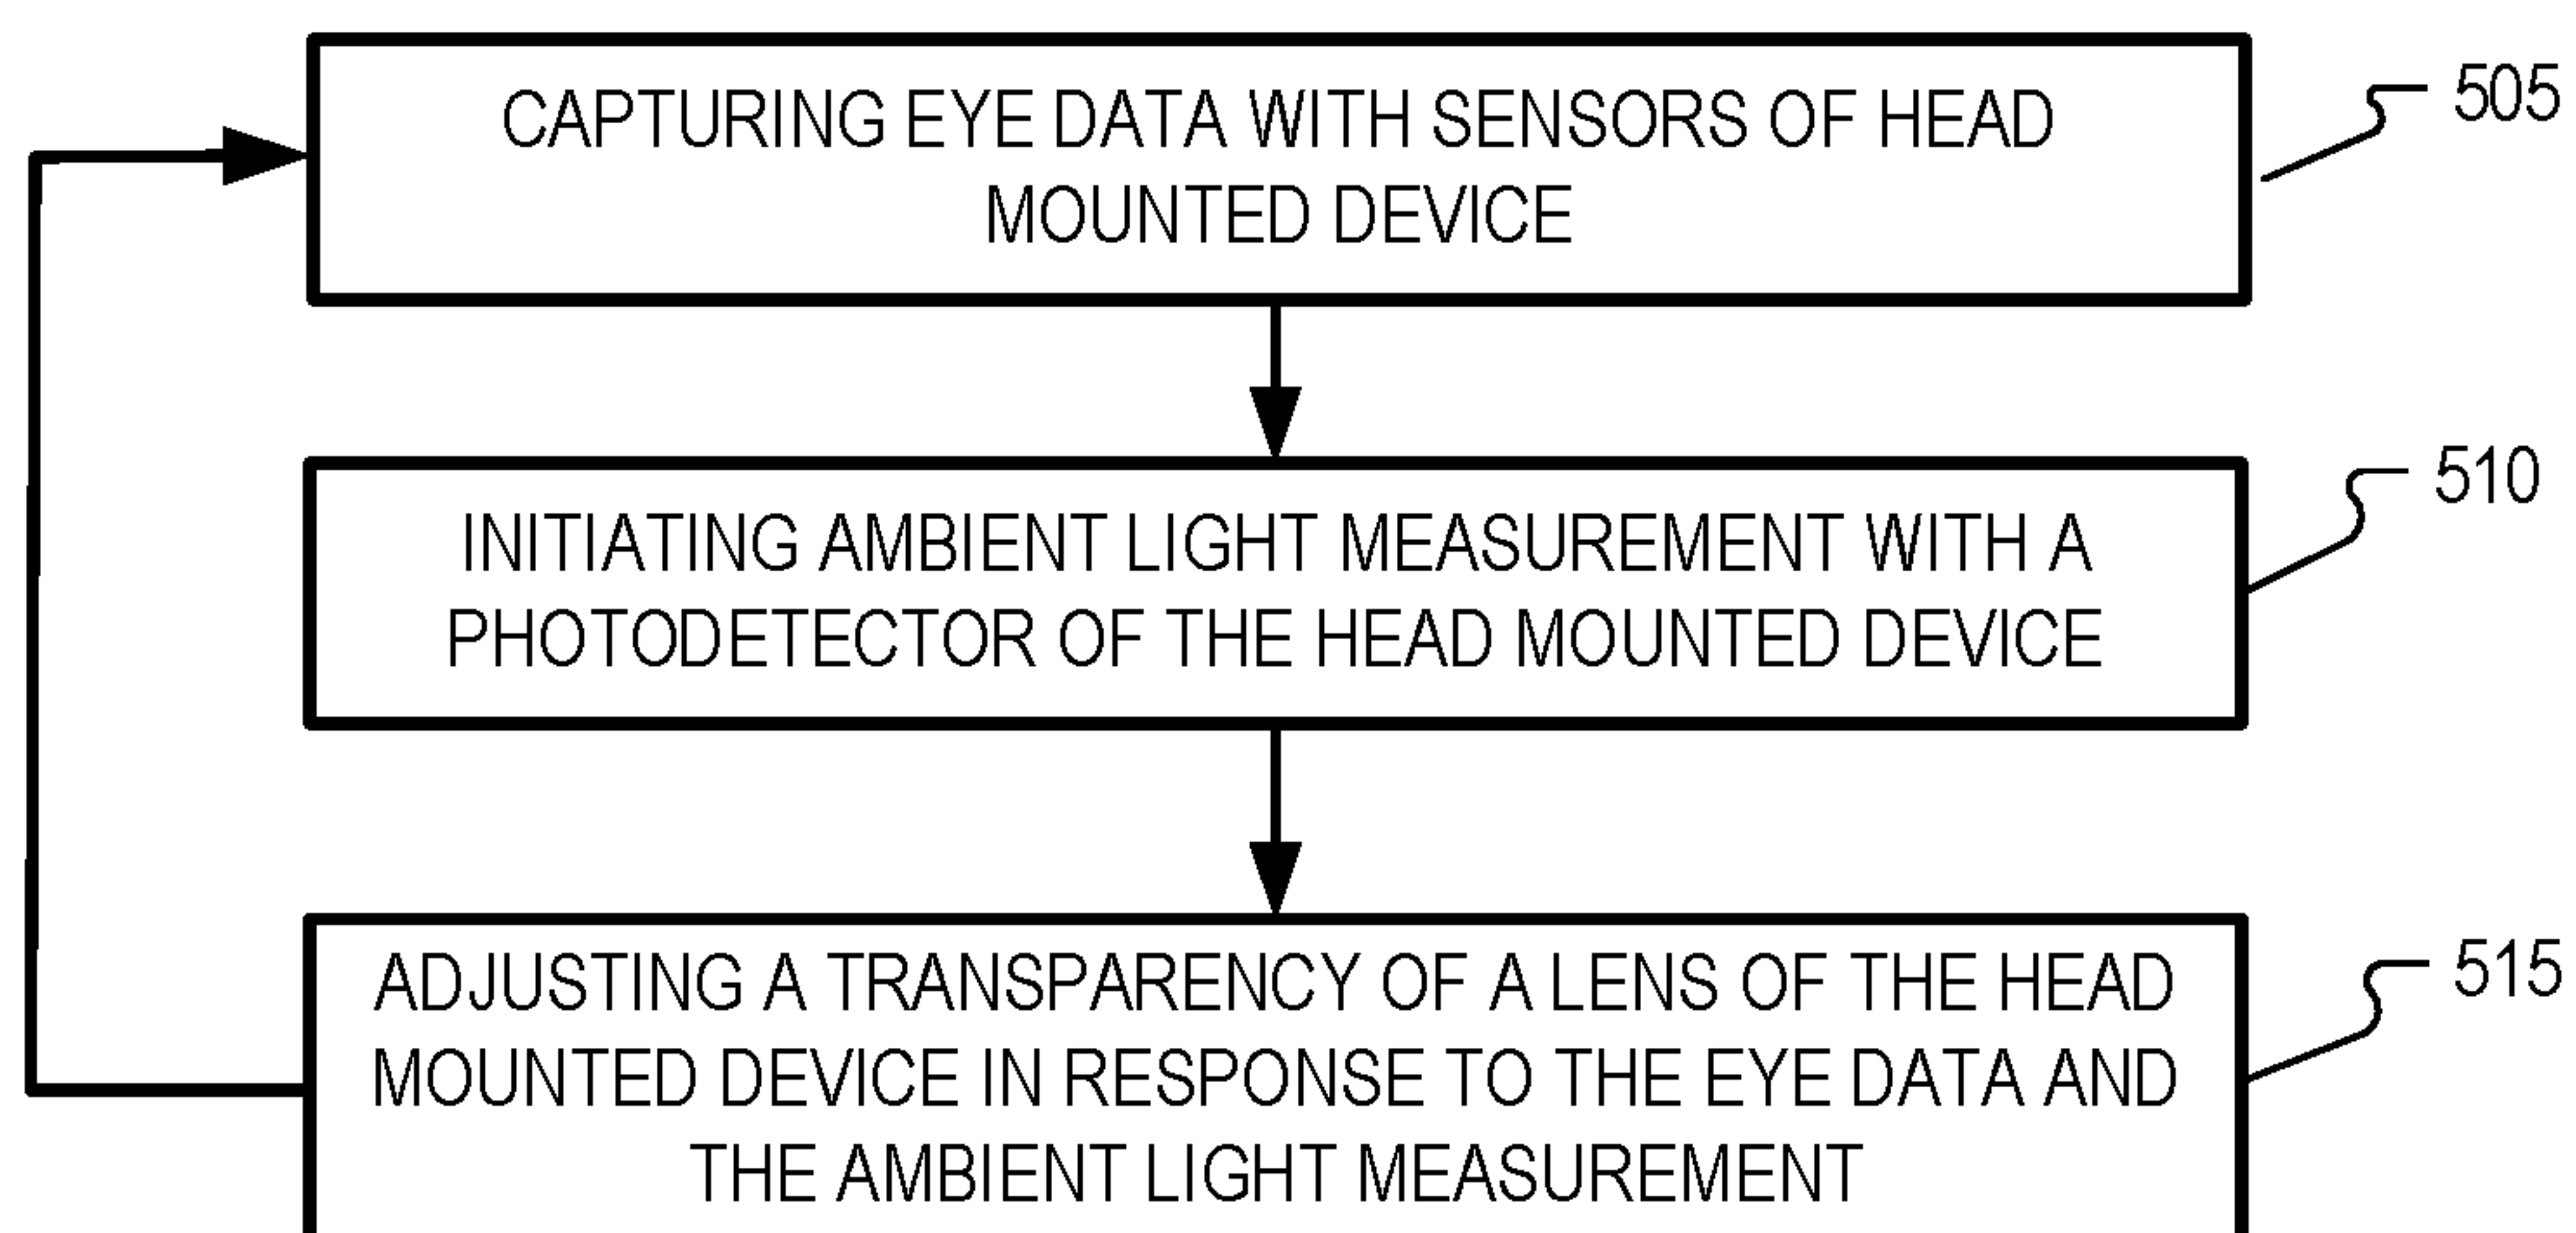 CAPTURING EYE DATA WITH SENSORS OF HEAD
MOUNTED DEVICE
505
INITIATING AMBIENT LIGHT MEASUREMENT WITH A
PHOTODETECTOR OF THE HEAD MOUNTED DEVICE
510
ADJUSTING A TRANSPARENCY OF A LENS OF THE HEAD
MOUNTED DEVICE IN RESPONSE TO THE EYE DATA AND
THE AMBIENT LIGHT MEASUREMENT
515